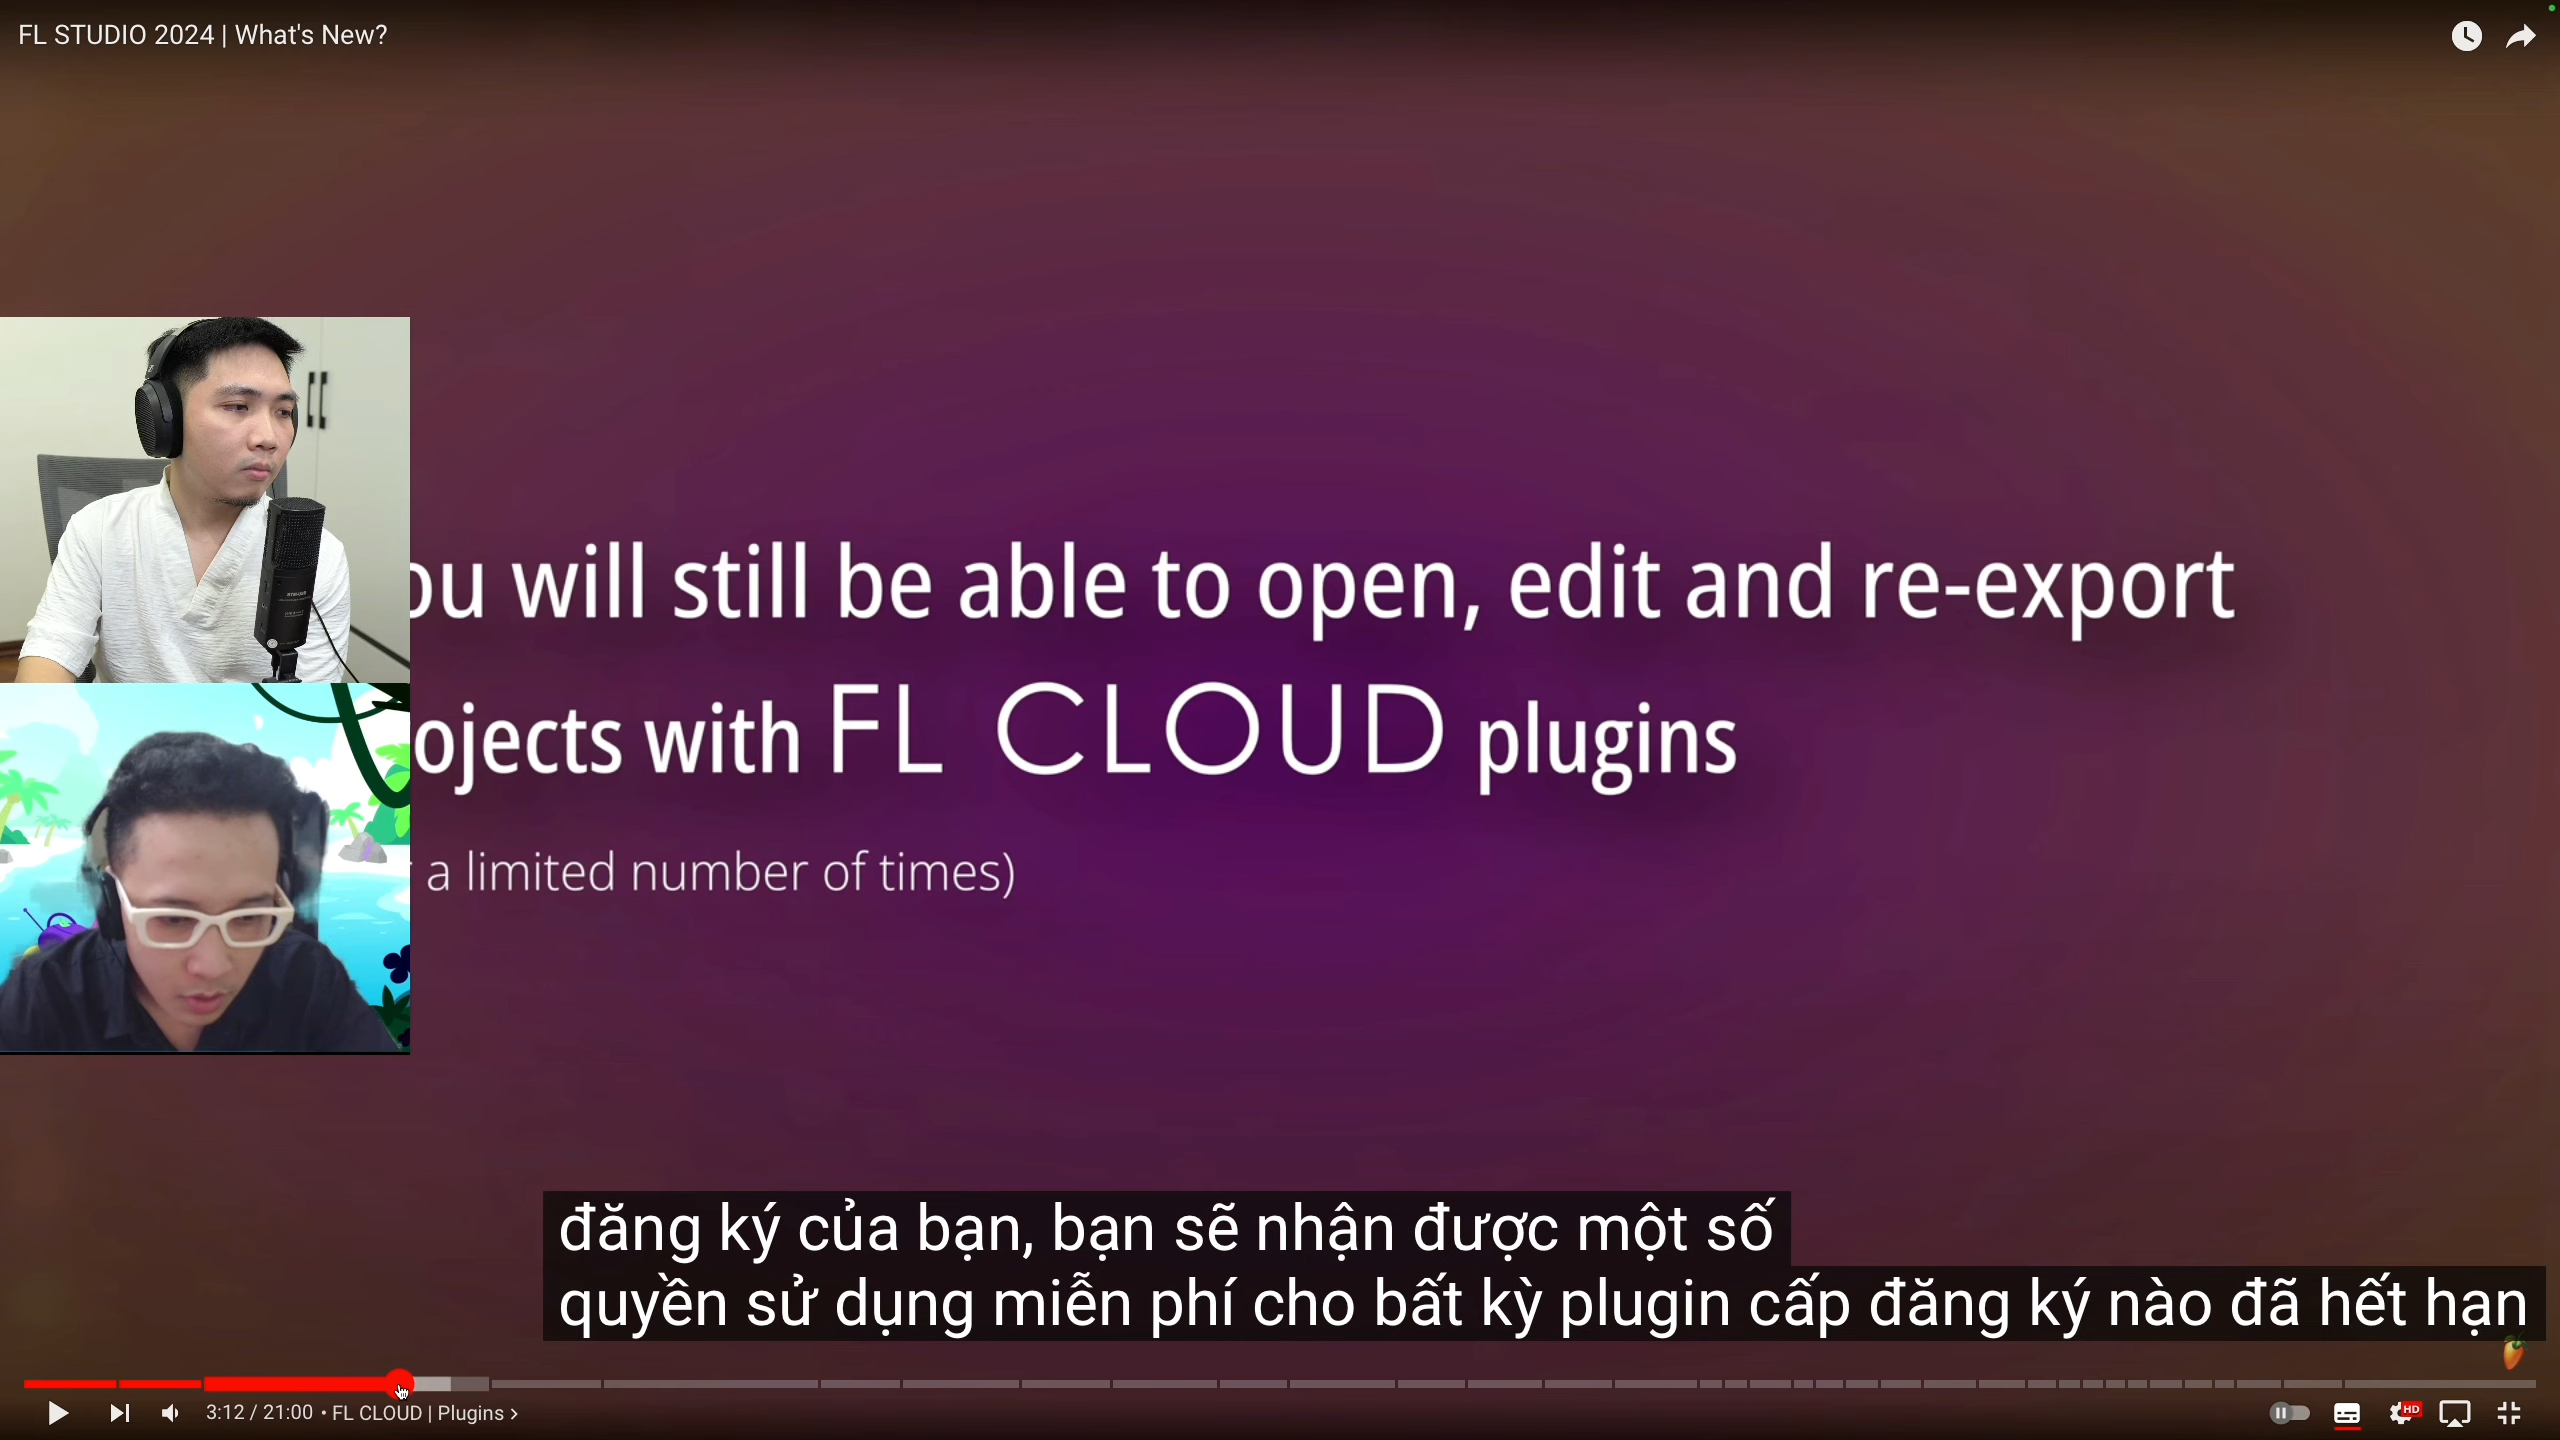 FL STUDIO 2024 | What's New?
ou will still be able to open, edit and re-export
ojects with FL CLOUD plugins
a limited number of times)
đăng ký của bạn, bạn sẽ nhận được một số
quyền sử dụng miễn phí cho bất kỳ plugin cấp đăng ký nào đã hết hạn
3:12 / 21:00 • FL CLOUD | Plugins ›
HD